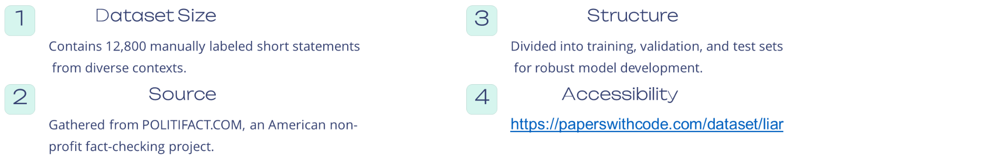 1
Dataset Size
Contains 12,800 manually labeled short statements
from diverse contexts.
2
Source
Gathered from POLITIFACT.COM, an American non-
profit fact-checking project.
3
Structure
Divided into training, validation, and test sets
for robust model development.
4
Accessibility
https://paperswithcode.com/dataset/liar